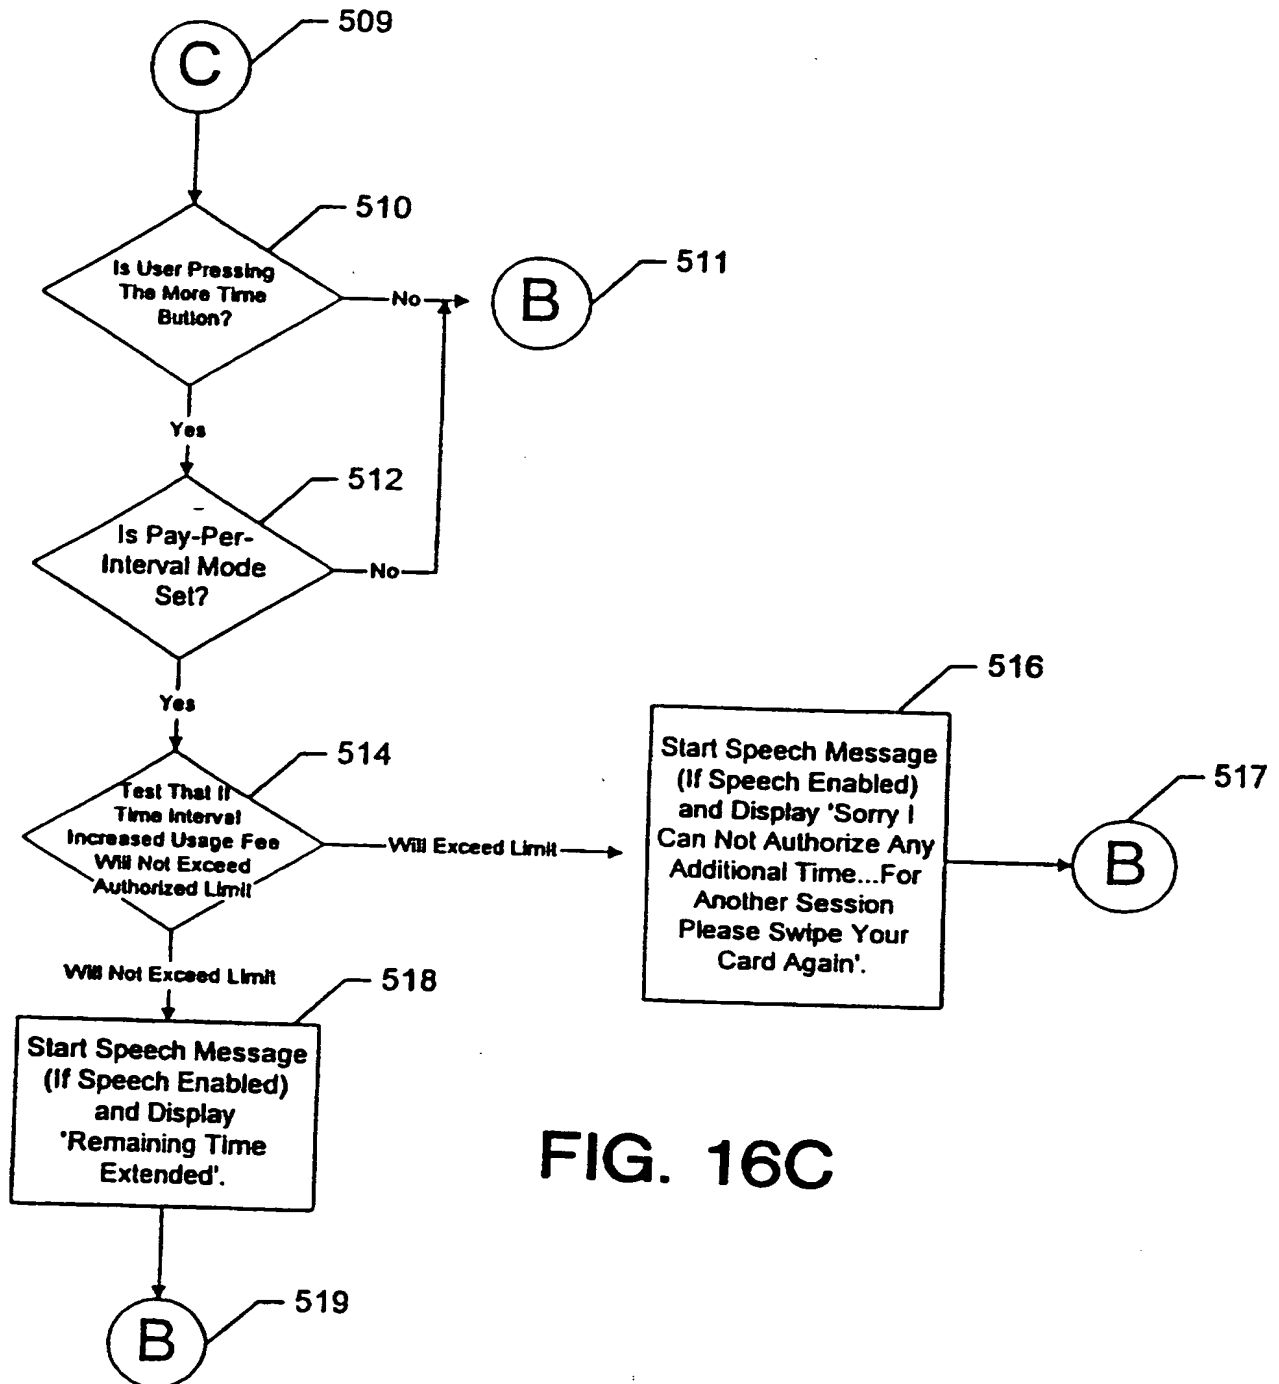 C
509
510
Is User Pressing
The More Time
Button?
No
B
511
Yes
512
Is Pay-Per-
Interval Mode
Set?
No
Yes
514
Test That If
Time Interval
Increased Usage Fee
Will Not Exceed
Authorized Limit
Will Exceed Limit
516
Start Speech Message
(If Speech Enabled)
and Display 'Sorry I
Can Not Authorize Any
Additional Time...For
Another Session
Please Swipe Your
Card Again'.
B
517
Will Not Exceed Limit
518
Start Speech Message
(If Speech Enabled)
and Display
'Remaining Time
Extended'.
B
519
FIG. 16C